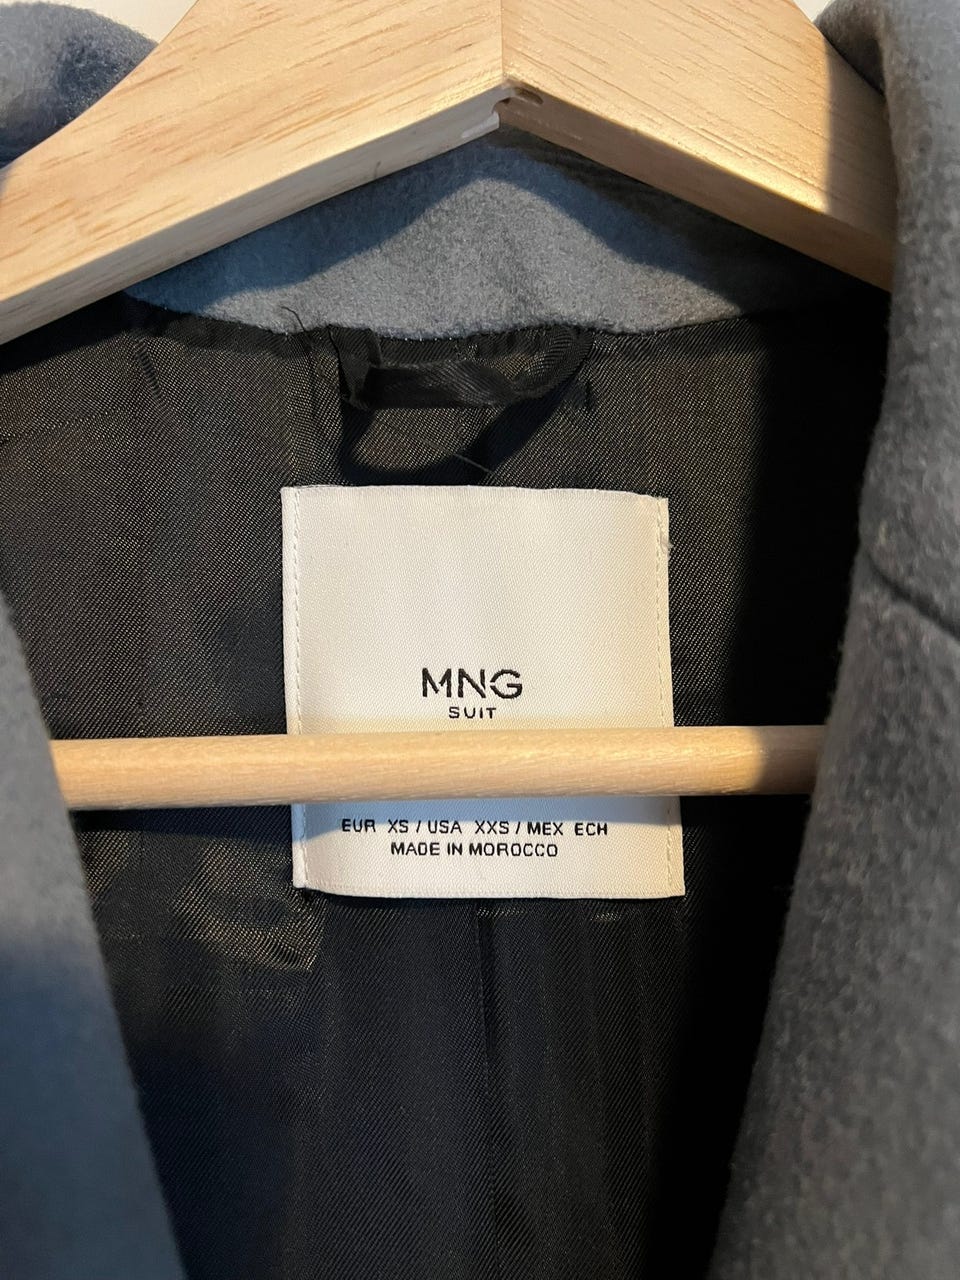 MNG
SUIT
EUR XS / USA XXS / MEX ECH
MADE IN MOROCCO